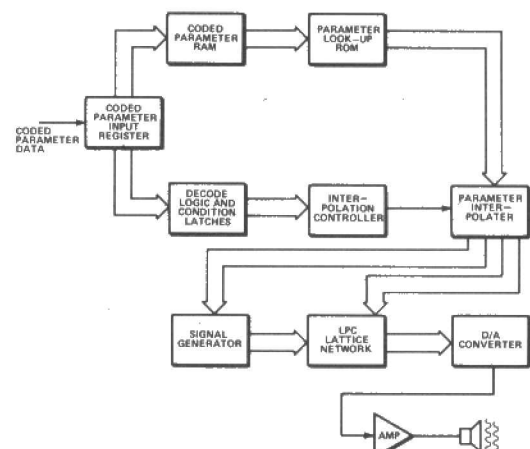 CODED
PARAMETER
RAM
PARAMETER
LOOK-UP
ROM
CODED
PARAMETER
INPUT
REGISTER
CODED
PARAMETER
DATA
DECODE
LOGIC AND
CONDITION
LATCHES
INTER-
POLATION
CONTROLLER
PARAMETER
INTER-
POLATER
SIGNAL
GENERATOR
LPC
LATTICE
NETWORK
D/A
CONVERTER
AMP